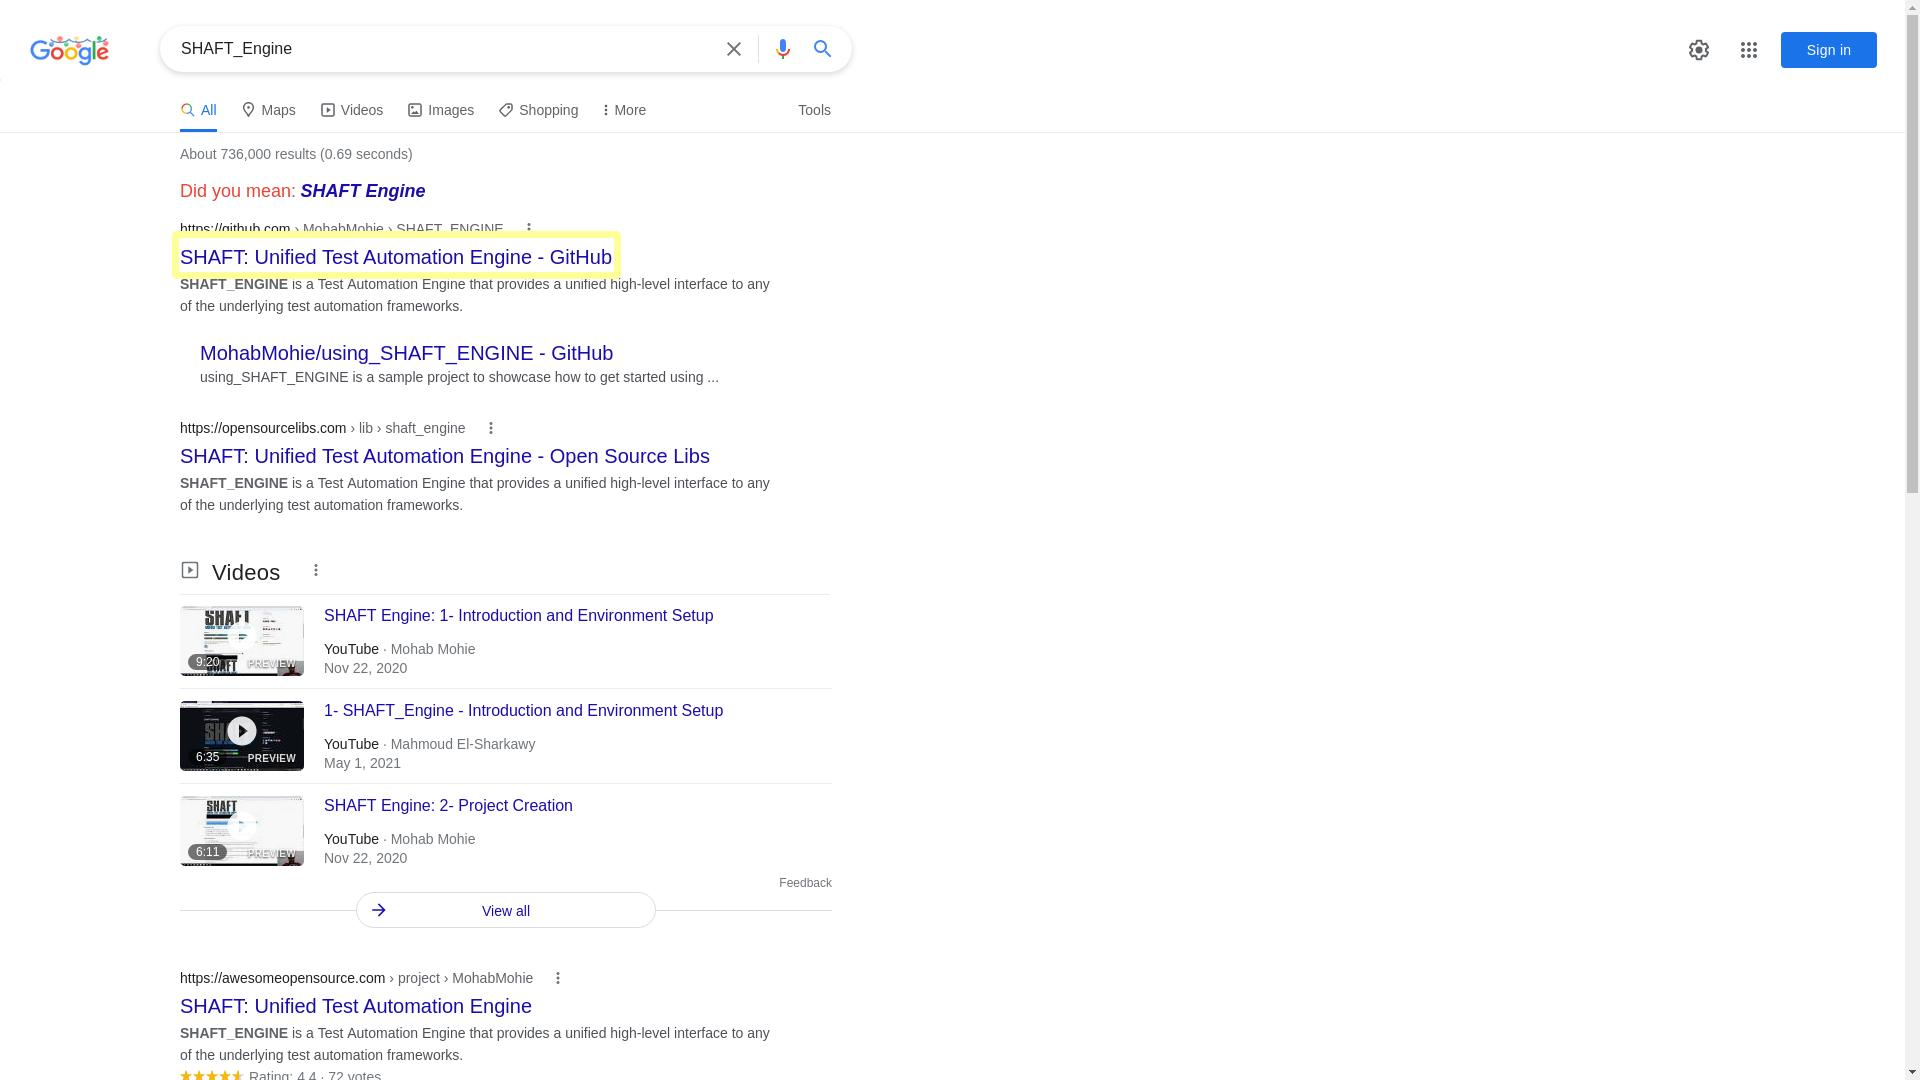 Google
SHAFT_Engine
Sign in
All
Maps
Videos
Images
Shopping
More
Tools
About 736,000 results (0.69 seconds)
Did you mean: SHAFT Engine
https://github.com › MohabMohie › SHAFT_ENGINE
SHAFT: Unified Test Automation Engine - GitHub
SHAFT_ENGINE is a Test Automation Engine that provides a unified high-level interface to any
of the underlying test automation frameworks.
MohabMohie/using_SHAFT_ENGINE - GitHub
using_SHAFT_ENGINE is a sample project to showcase how to get started using ...
https://opensourcelibs.com › lib › shaft_engine
SHAFT: Unified Test Automation Engine - Open Source Libs
SHAFT_ENGINE is a Test Automation Engine that provides a unified high-level interface to any
of the underlying test automation frameworks.
Videos
SHAFT
9:20
PREVIEW
SHAFT Engine: 1- Introduction and Environment Setup
YouTube · Mohab Mohie
Nov 22, 2020
6:35
PREVIEW
1- SHAFT_Engine - Introduction and Environment Setup
YouTube · Mahmoud El-Sharkawy
May 1, 2021
SHAFT
6:11
PREVIEW
SHAFT Engine: 2- Project Creation
YouTube · Mohab Mohie
Nov 22, 2020
Feedback
View all
https://awesomeopensource.com › project › MohabMohie
SHAFT: Unified Test Automation Engine
SHAFT_ENGINE is a Test Automation Engine that provides a unified high-level interface to any
of the underlying test automation frameworks.
Rating: 4.4 · 72 votes